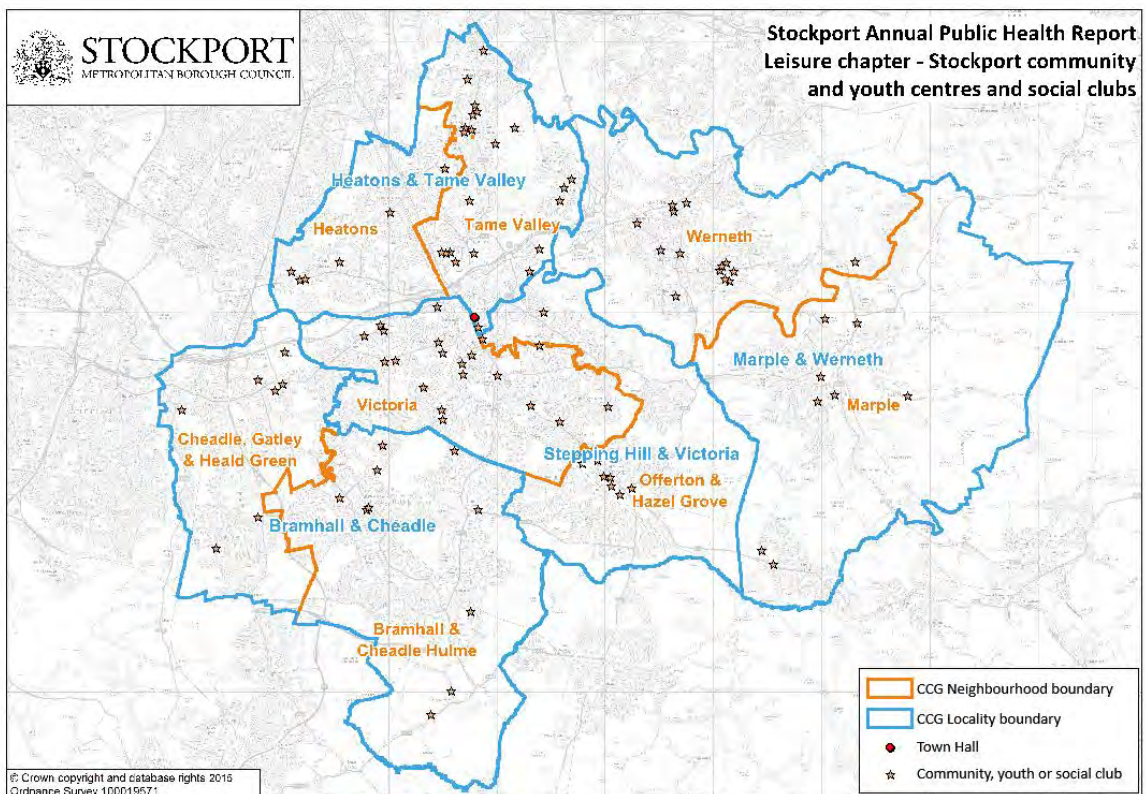 STOCKPORT
METROPOLITAN BOROUGH COUNCIL
Stockport Annual Public Health Report
Leisure chapter - Stockport community
and youth centres and social clubs
Heatons & Tame Valley
Heatons
Tame Valley
Werneth
Marple & Werneth
Marple
Victoria
Cheadle, Gatley
& Heald Green
Stepping Hill & Victoria
Offerton &
Hazel Grove
Bramhall & Cheadle
Bramhall &
Cheadle Hulme
CCG Neighbourhood boundary
CCG Locality boundary
Town Hall
Community, youth or social club
© Crown copyright and database rights 2015
Ordnance Survey 100019571